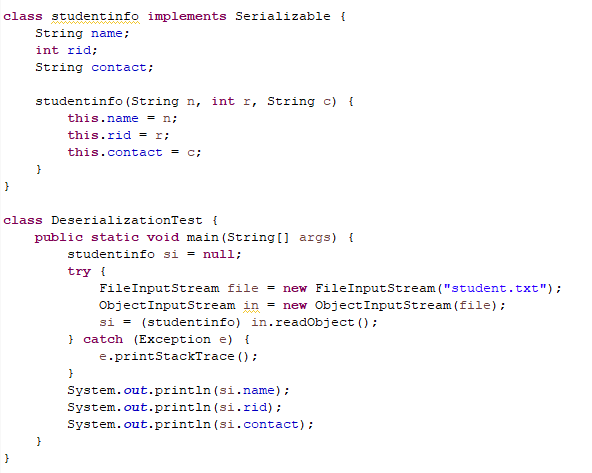 class studentinfo implements Serializable {
    String name;
    int rid;
    String contact;

    studentinfo(String n, int r, String c) {
        this.name = n;
        this.rid = r;
        this.contact = c;
    }
}

class DeserializationTest {
    public static void main(String[] args) {
        studentinfo si = null;
        try {
            FileInputStream file = new FileInputStream("student.txt");
            ObjectInputStream in = new ObjectInputStream(file);
            si = (studentinfo) in.readObject();
        } catch (Exception e) {
            e.printStackTrace();
        }
        System.out.println(si.name);
        System.out.println(si.rid);
        System.out.println(si.contact);
    }
}